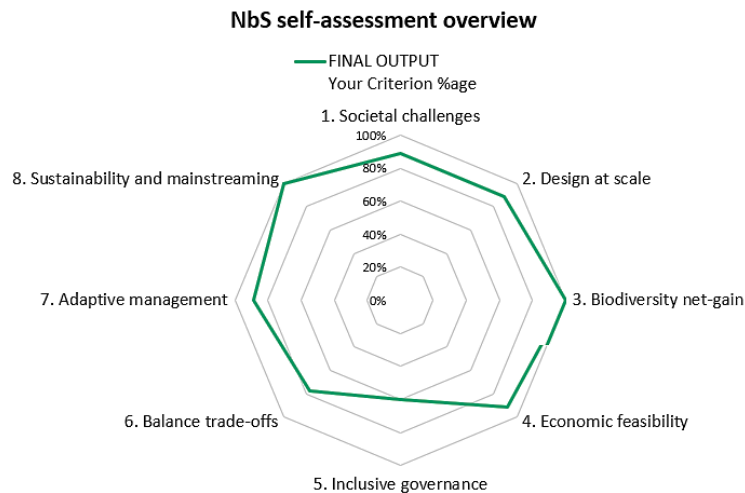 NbS self-assessment overview
FINAL OUTPUT
Your Criterion %age
1. Societal challenges
100%
8. Sustainability and mainstreaming
80%
2. Design at scale
60%
40%
20%
7. Adaptive management
0%
3. Biodiversity net-gain
6. Balance trade-offs
4. Economic feasibility
5. Inclusive governance